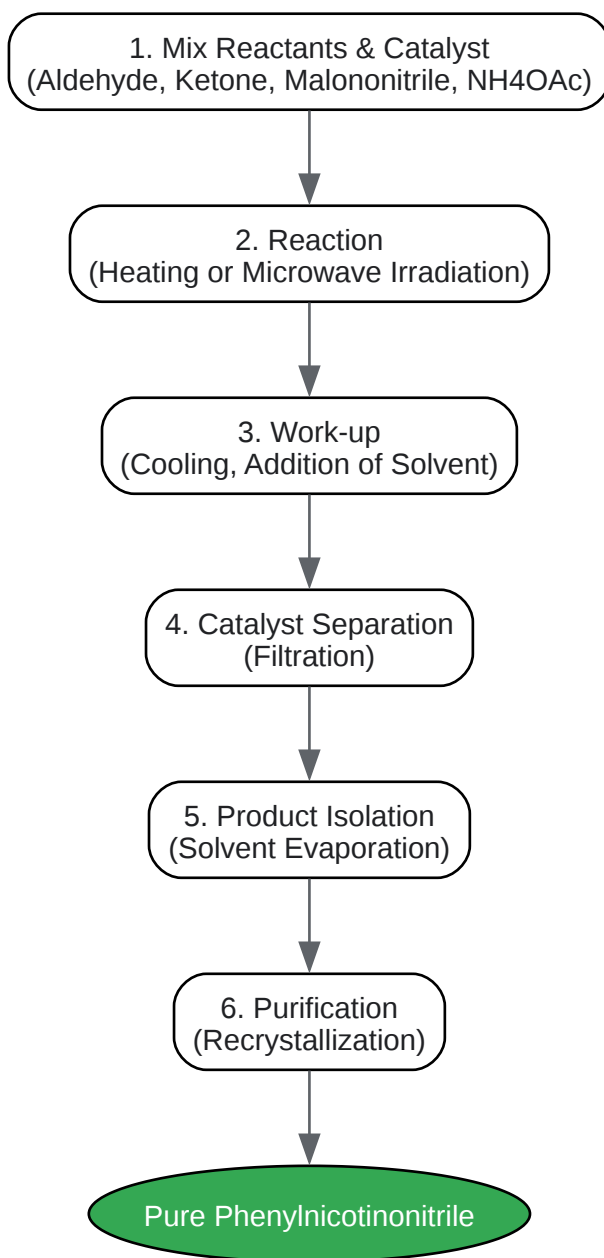 1. Mix Reactants & Catalyst
(Aldehyde, Ketone, Malononitrile, NH4OAc)
2. Reaction
(Heating or Microwave Irradiation)
3. Work-up
(Cooling, Addition of Solvent)
4. Catalyst Separation
(Filtration)
5. Product Isolation
(Solvent Evaporation)
6. Purification
(Recrystallization)
Pure Phenylnicotinonitrile